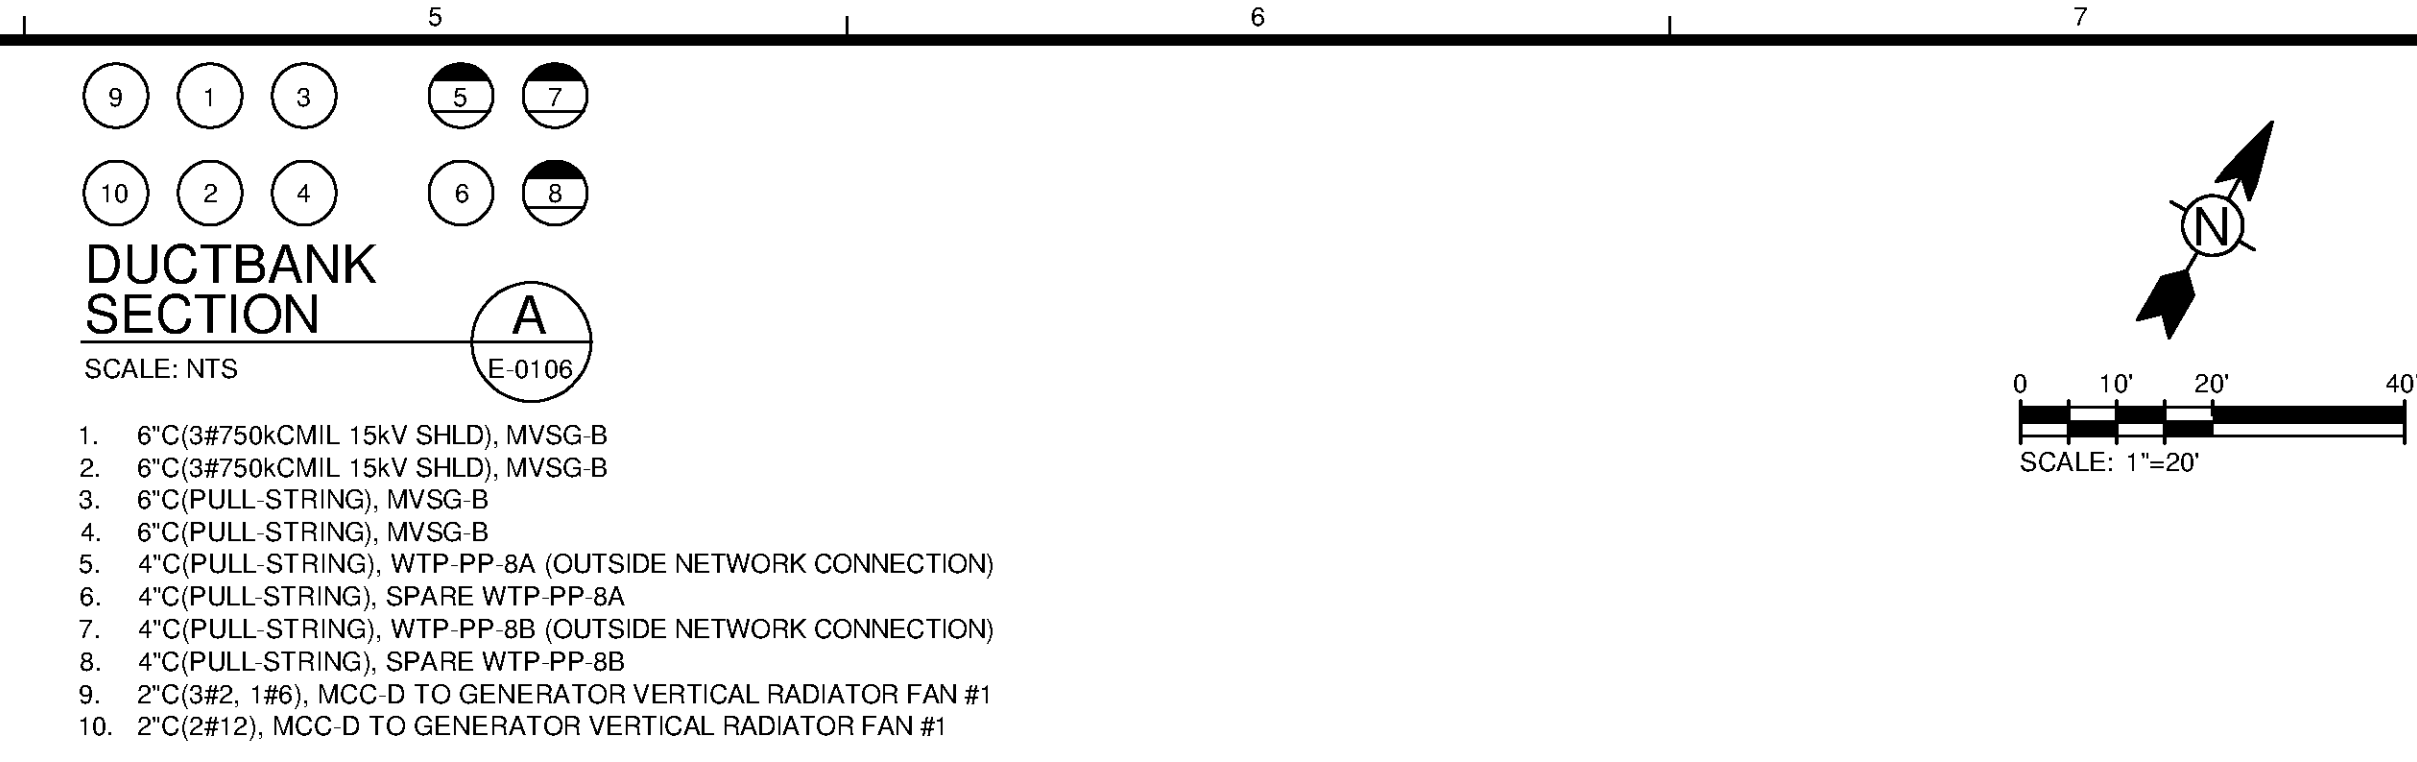 5 6 7
9 1 3 5 7
10 2 4 6 8
DUCTBANK
SECTION
A
SCALE: NTS
E-0106
1. 6"C(3#750kCMIL 15kV SHLD), MVSG-B
2. 6"C(3#750kCMIL 15kV SHLD), MVSG-B
3. 6"C(PULL-STRING), MVSG-B
4. 6"C(PULL-STRING), MVSG-B
5. 4"C(PULL-STRING), WTP-PP-8A (OUTSIDE NETWORK CONNECTION)
6. 4"C(PULL-STRING), SPARE WTP-PP-8A
7. 4"C(PULL-STRING), WTP-PP-8B (OUTSIDE NETWORK CONNECTION)
8. 4"C(PULL-STRING), SPARE WTP-PP-8B
9. 2"C(3#2, 1#6), MCC-D TO GENERATOR VERTICAL RADIATOR FAN #1
10. 2"C(2#12), MCC-D TO GENERATOR VERTICAL RADIATOR FAN #1
N
0 10' 20' 40'
SCALE: 1"=20'